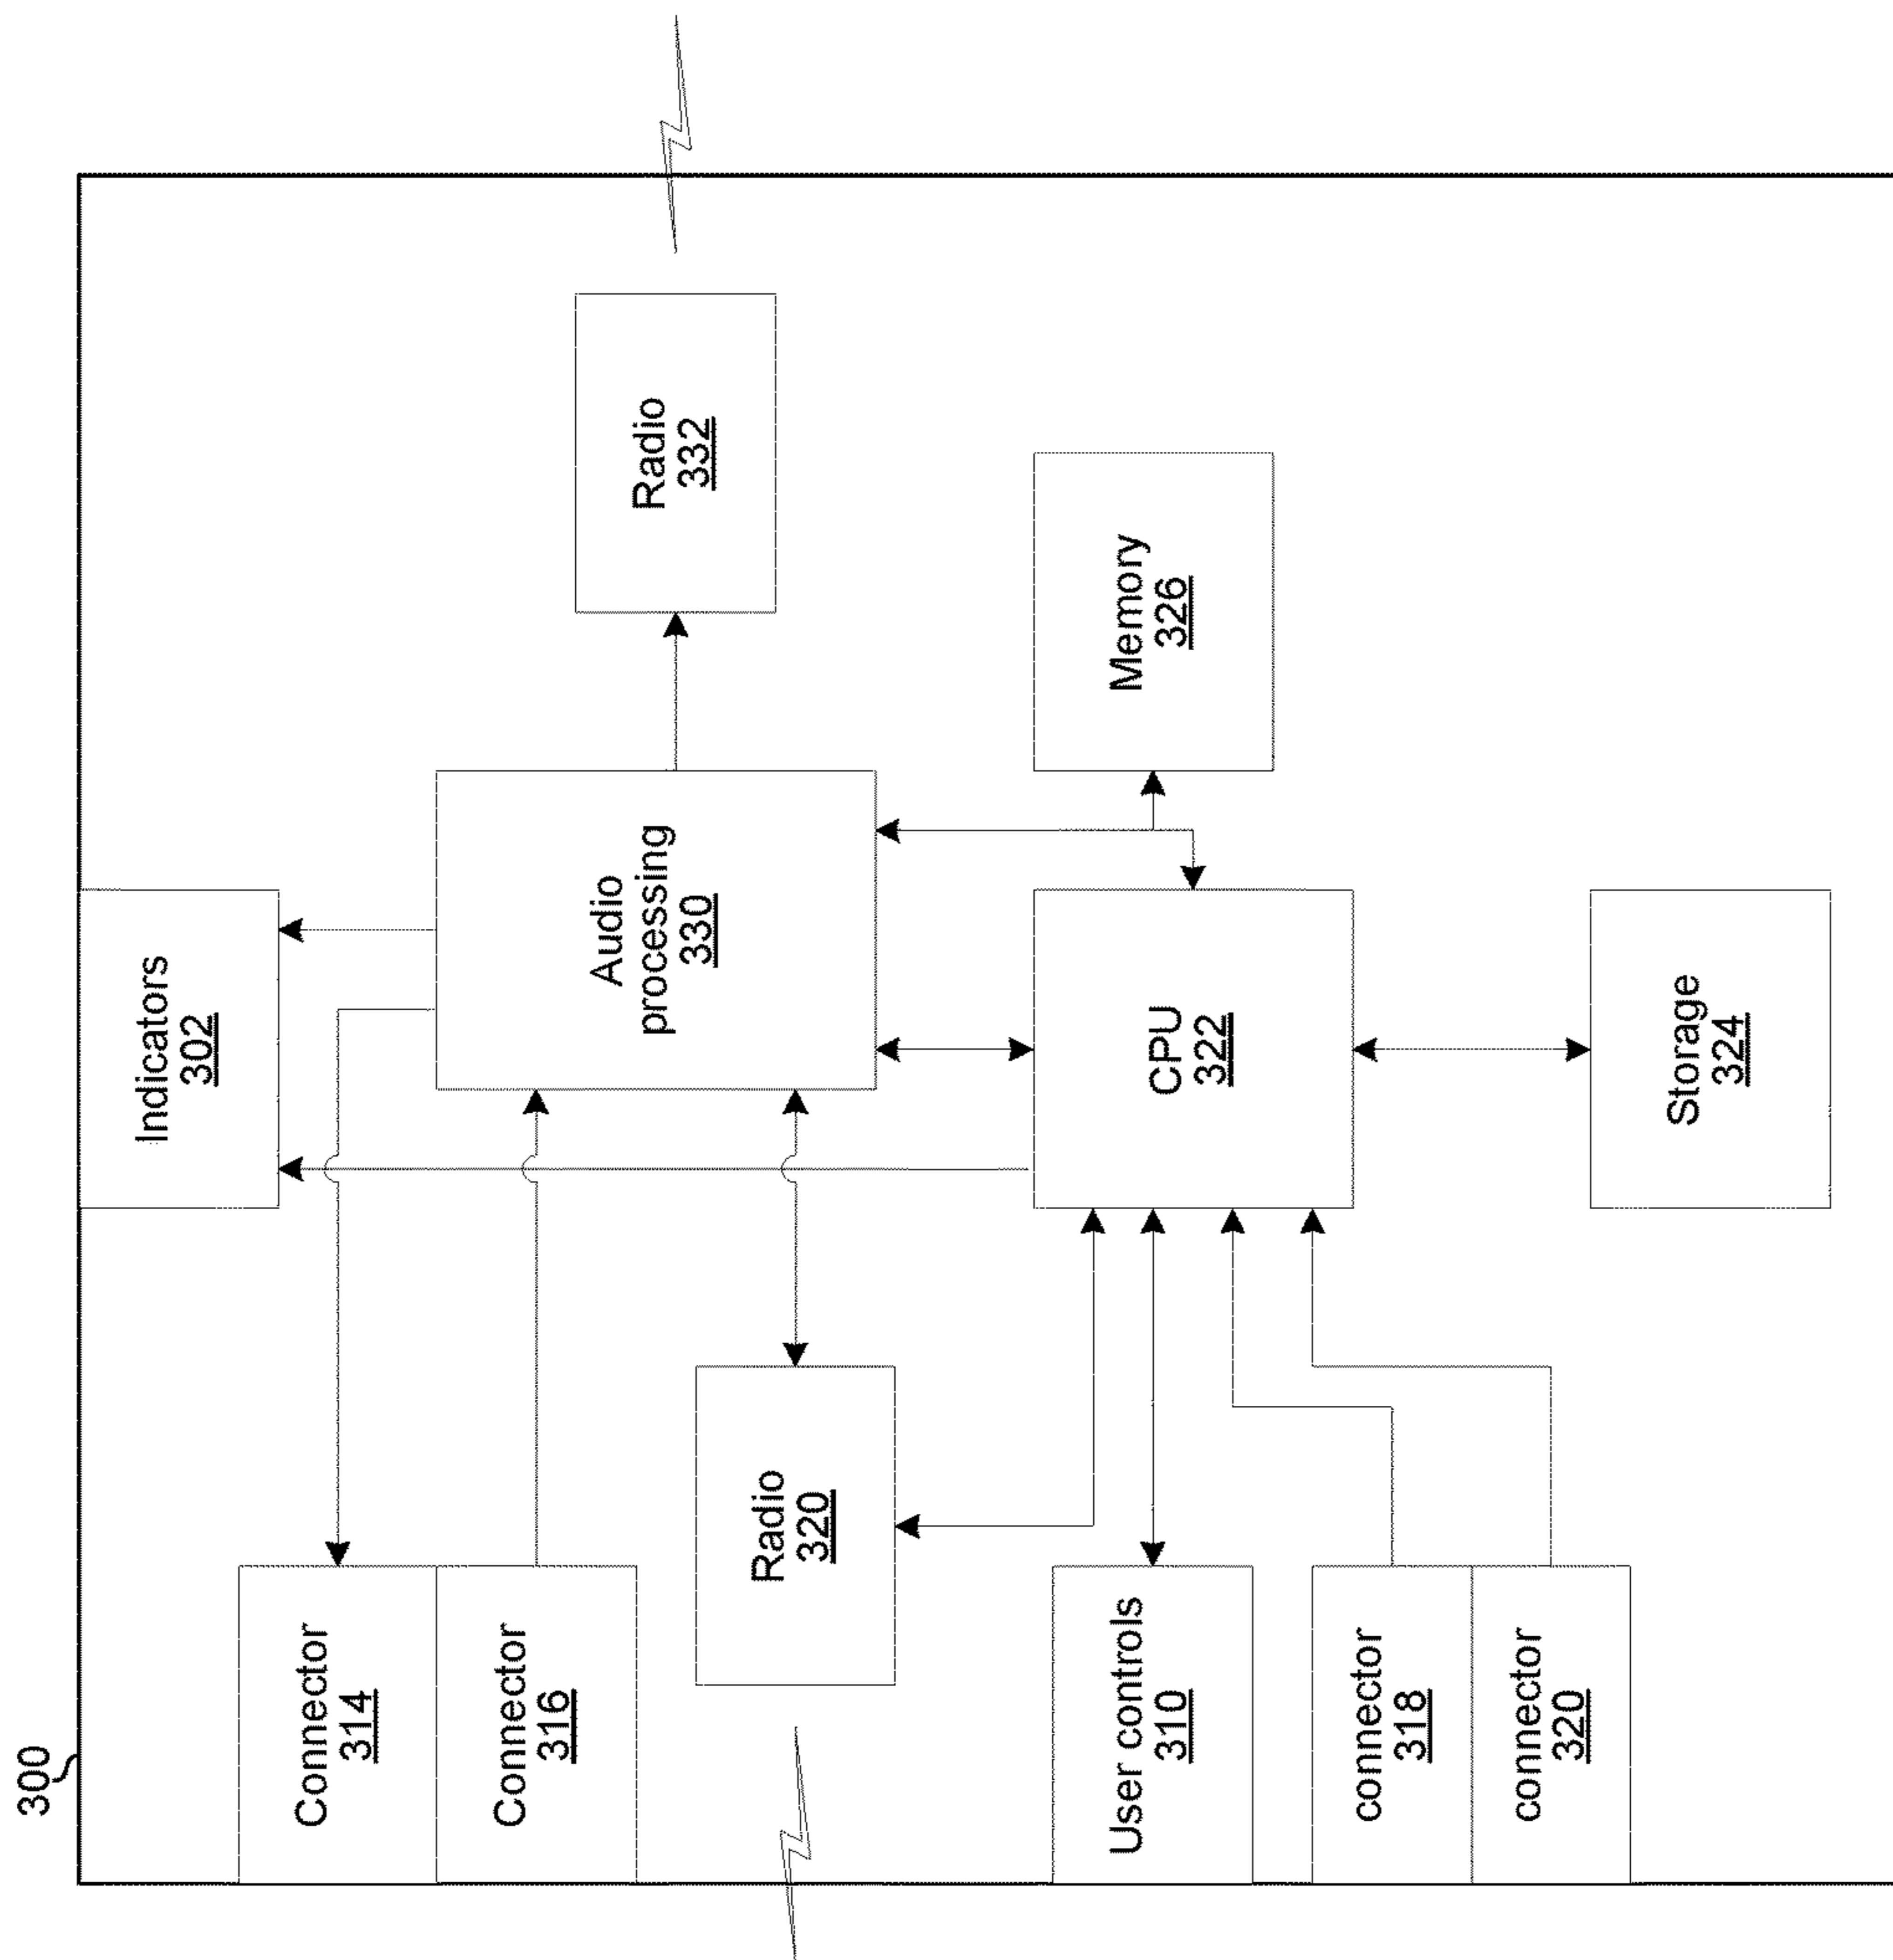 300
Indicators
302
Connector
314
Connector
316
Audio
processing
330
Radio
332
Radio
320
User controls
310
CPU
322
Memory
326
connector
318
connector
320
Storage
324